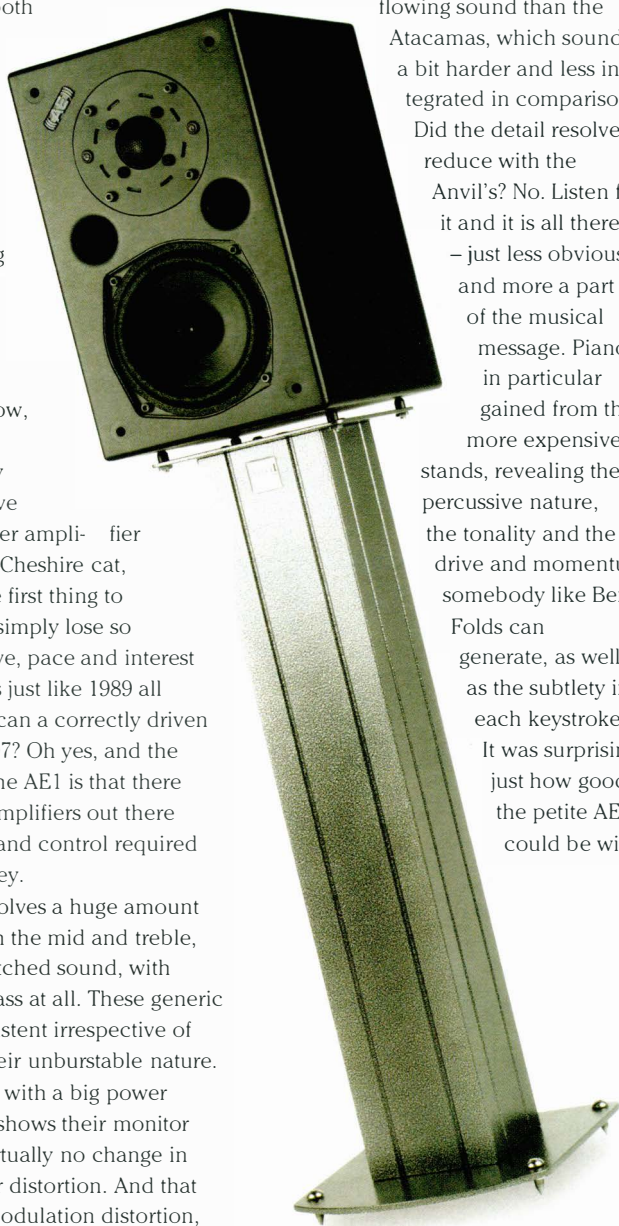 both
g
ow,
y
ve
er ampli- fier
Cheshire cat,
e first thing to
simply lose so
ve, pace and interest
s just like 1989 all
can a correctly driven
7? Oh yes, and the
he AE1 is that there
mplifiers out there
and control required
ey.
olves a huge amount
n the mid and treble,
tched sound, with
ass at all. These generic
istent irrespective of
eir unburstable nature.
with a big power
shows their monitor
rtually no change in
r distortion. And that
odulation distortion,
flowing sound than the
Atacamas, which sound
a bit harder and less in
tegrated in compariso
Did the detail resolve
reduce with the
Anvil's? No. Listen f
it and it is all there
– just less obvious
and more a part
of the musical
message. Piano
in particular
gained from th
more expensive
stands, revealing the
percussive nature,
the tonality and the
drive and momentu
somebody like Be
Folds can
generate, as well
as the subtlety i
each keystroke
It was surprisin
just how good
the petite AE
could be wi
AE